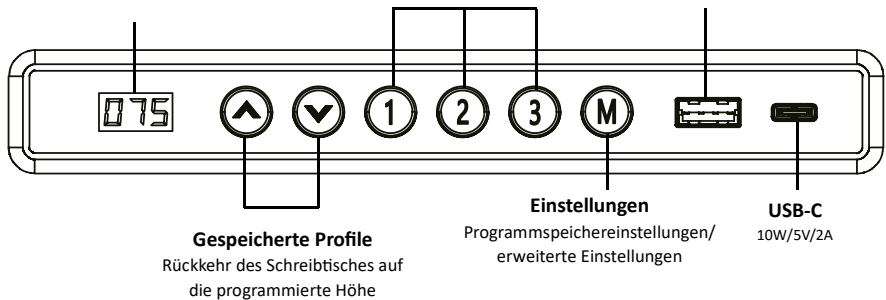 075
1
2
3
M
Gespeicherte Profile
Rückkehr des Schreibtisches auf
die programmierte Höhe
Einstellungen
Programmspeichereinstellungen/
erweiterte Einstellungen
USB-C
10W/5V/2A